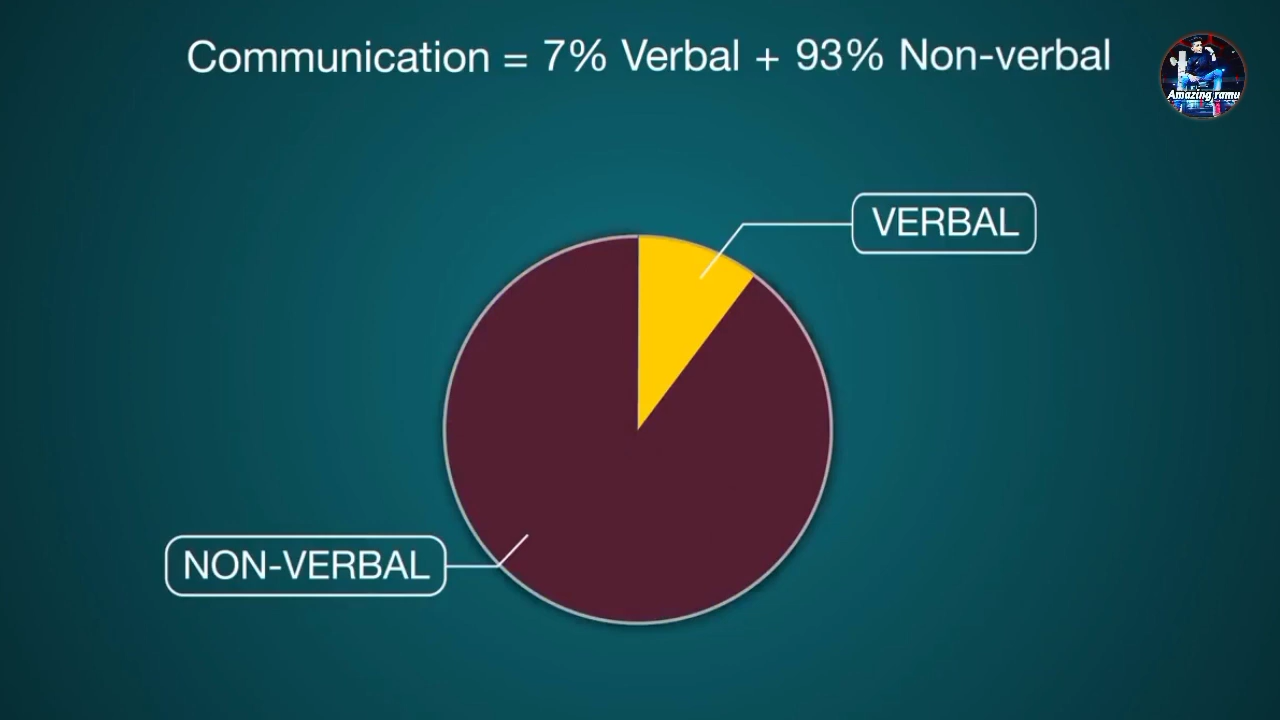 Communication = 7% Verbal + 93% Non-verbal
Amazing ramu
VERBAL
NON-VERBAL